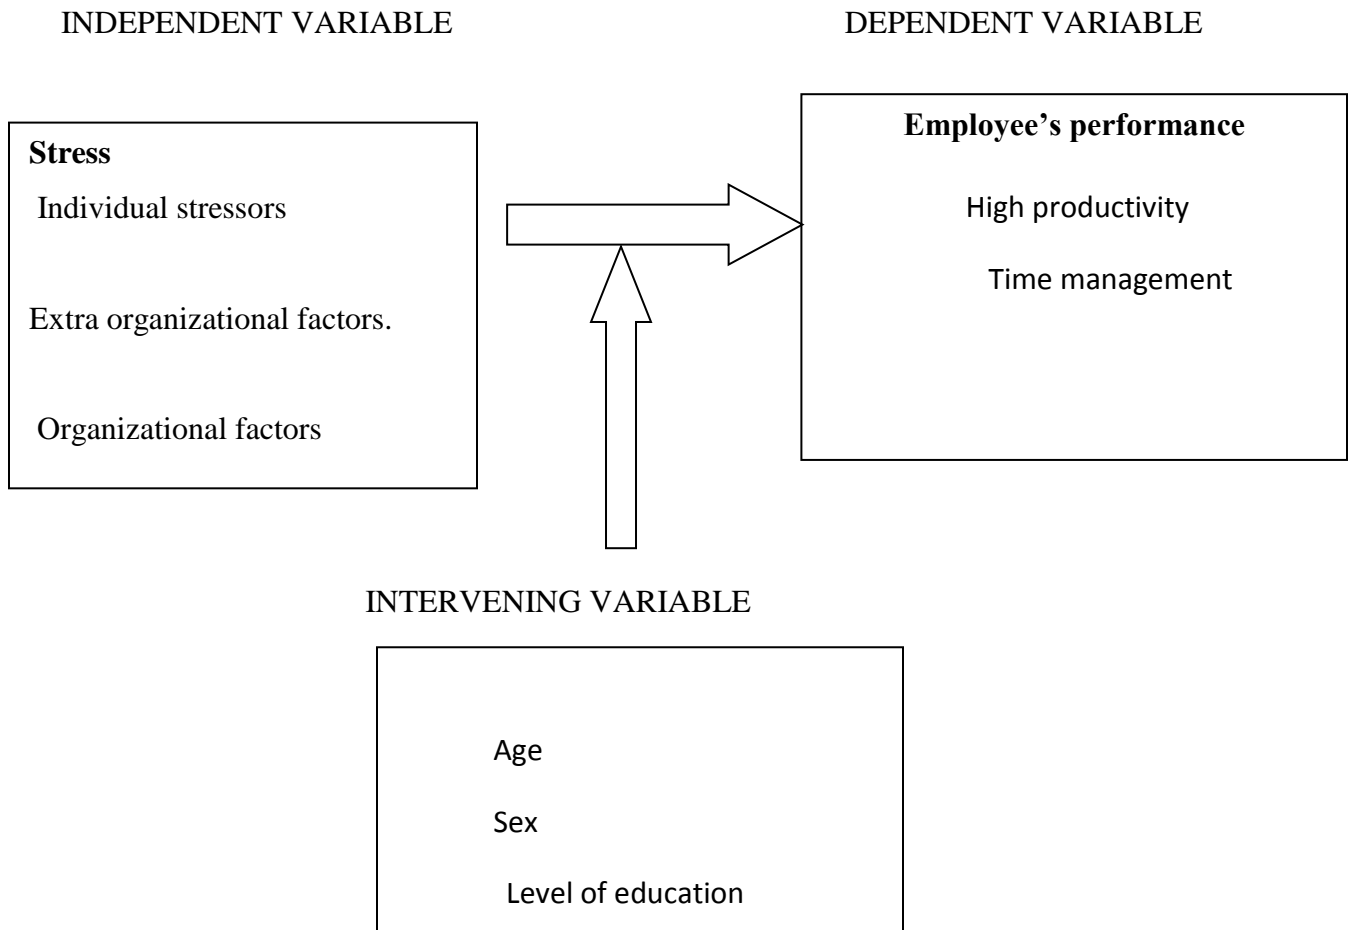 INDEPENDENT VARIABLE
DEPENDENT VARIABLE
Stress
Individual stressors
Extra organizational factors.
Organizational factors
Employee’s performance
High productivity
Time management
INTERVENING VARIABLE
Age
Sex
Level of education